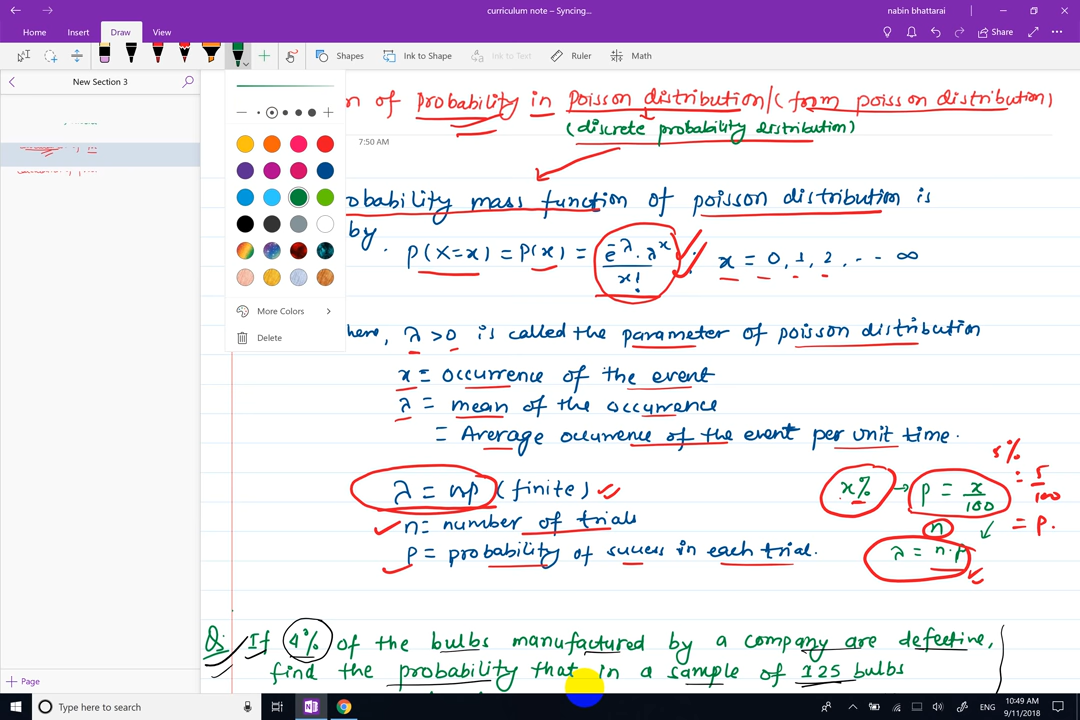 curriculum note – Syncing...
nabin bhattarai
Home Insert Draw View
Share
Shapes
Ink to Shape
Ink to Text
Ruler
Math
New Section 3
7:50 AM
More Colors
Delete
n of probability in poisson distribution/(from poisson distribution)
(discrete probability distribution)
obability mass function of poisson distribution is
by.
P(X=x) = P(x) = e^-λ . λ^x / x! ; x = 0, 1, 2, -- ∞
here, λ >0 is called the parameter of poisson distribution
x = occurrence of the event
λ = mean of the occurrence
= Average occurrence of the event per unit time.
λ = np (finite)
n = number of trials
p = probability of success in each trial.
x% → p = x/100
n
λ = n.p
5%
= 5/100
= p.
Q: If 4% of the bulbs manufactured by a company are defective,
find the probability that in a sample of 125 bulbs
Page
Type here to search
ENG
10:49 AM
9/11/2018